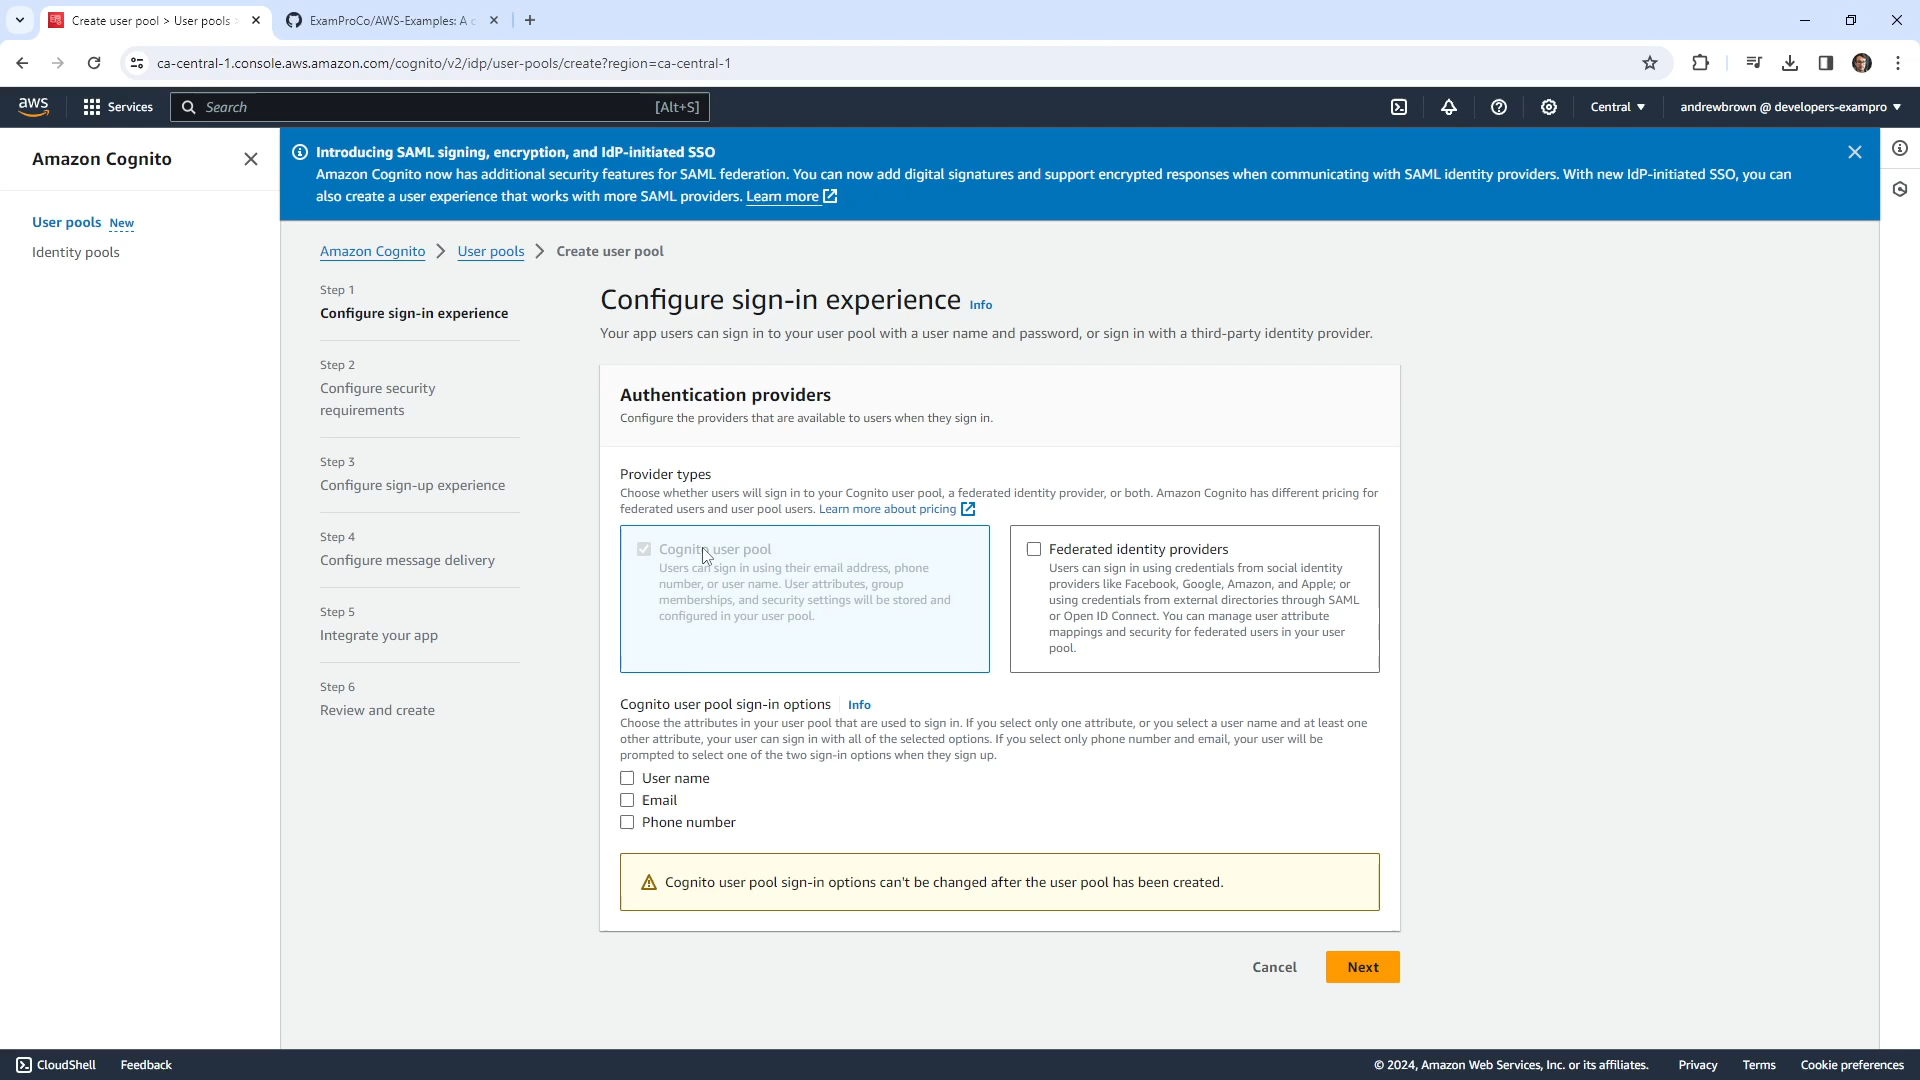 Create user pool > User pools
ExamProCo/AWS-Examples: A c
ca-central-1.console.aws.amazon.com/cognito/v2/idp/user-pools/create?region=ca-central-1
aws
Services
Search
[Alt+S]
Central
andrewbrown @ developers-exampro
Amazon Cognito
User pools New
Identity pools
Introducing SAML signing, encryption, and IdP-initiated SSO
Amazon Cognito now has additional security features for SAML federation. You can now add digital signatures and support encrypted responses when communicating with SAML identity providers. With new IdP-initiated SSO, you can
also create a user experience that works with more SAML providers. Learn more
Amazon Cognito > User pools > Create user pool
Step 1
Configure sign-in experience
Step 2
Configure security
requirements
Step 3
Configure sign-up experience
Step 4
Configure message delivery
Step 5
Integrate your app
Step 6
Review and create
Configure sign-in experience Info
Your app users can sign in to your user pool with a user name and password, or sign in with a third-party identity provider.
Authentication providers
Configure the providers that are available to users when they sign in.
Provider types
Choose whether users will sign in to your Cognito user pool, a federated identity provider, or both. Amazon Cognito has different pricing for
federated users and user pool users. Learn more about pricing
Cognito user pool
Users can sign in using their email address, phone
number, or user name. User attributes, group
memberships, and security settings will be stored and
configured in your user pool.
Federated identity providers
Users can sign in using credentials from social identity
providers like Facebook, Google, Amazon, and Apple; or
using credentials from external directories through SAML
or Open ID Connect. You can manage user attribute
mappings and security for federated users in your user
pool.
Cognito user pool sign-in options Info
Choose the attributes in your user pool that are used to sign in. If you select only one attribute, or you select a user name and at least one
other attribute, your user can sign in with all of the selected options. If you select only phone number and email, your user will be
prompted to select one of the two sign-in options when they sign up.
User name
Email
Phone number
Cognito user pool sign-in options can't be changed after the user pool has been created.
Cancel
Next
CloudShell
Feedback
© 2024, Amazon Web Services, Inc. or its affiliates.
Privacy
Terms
Cookie preferences